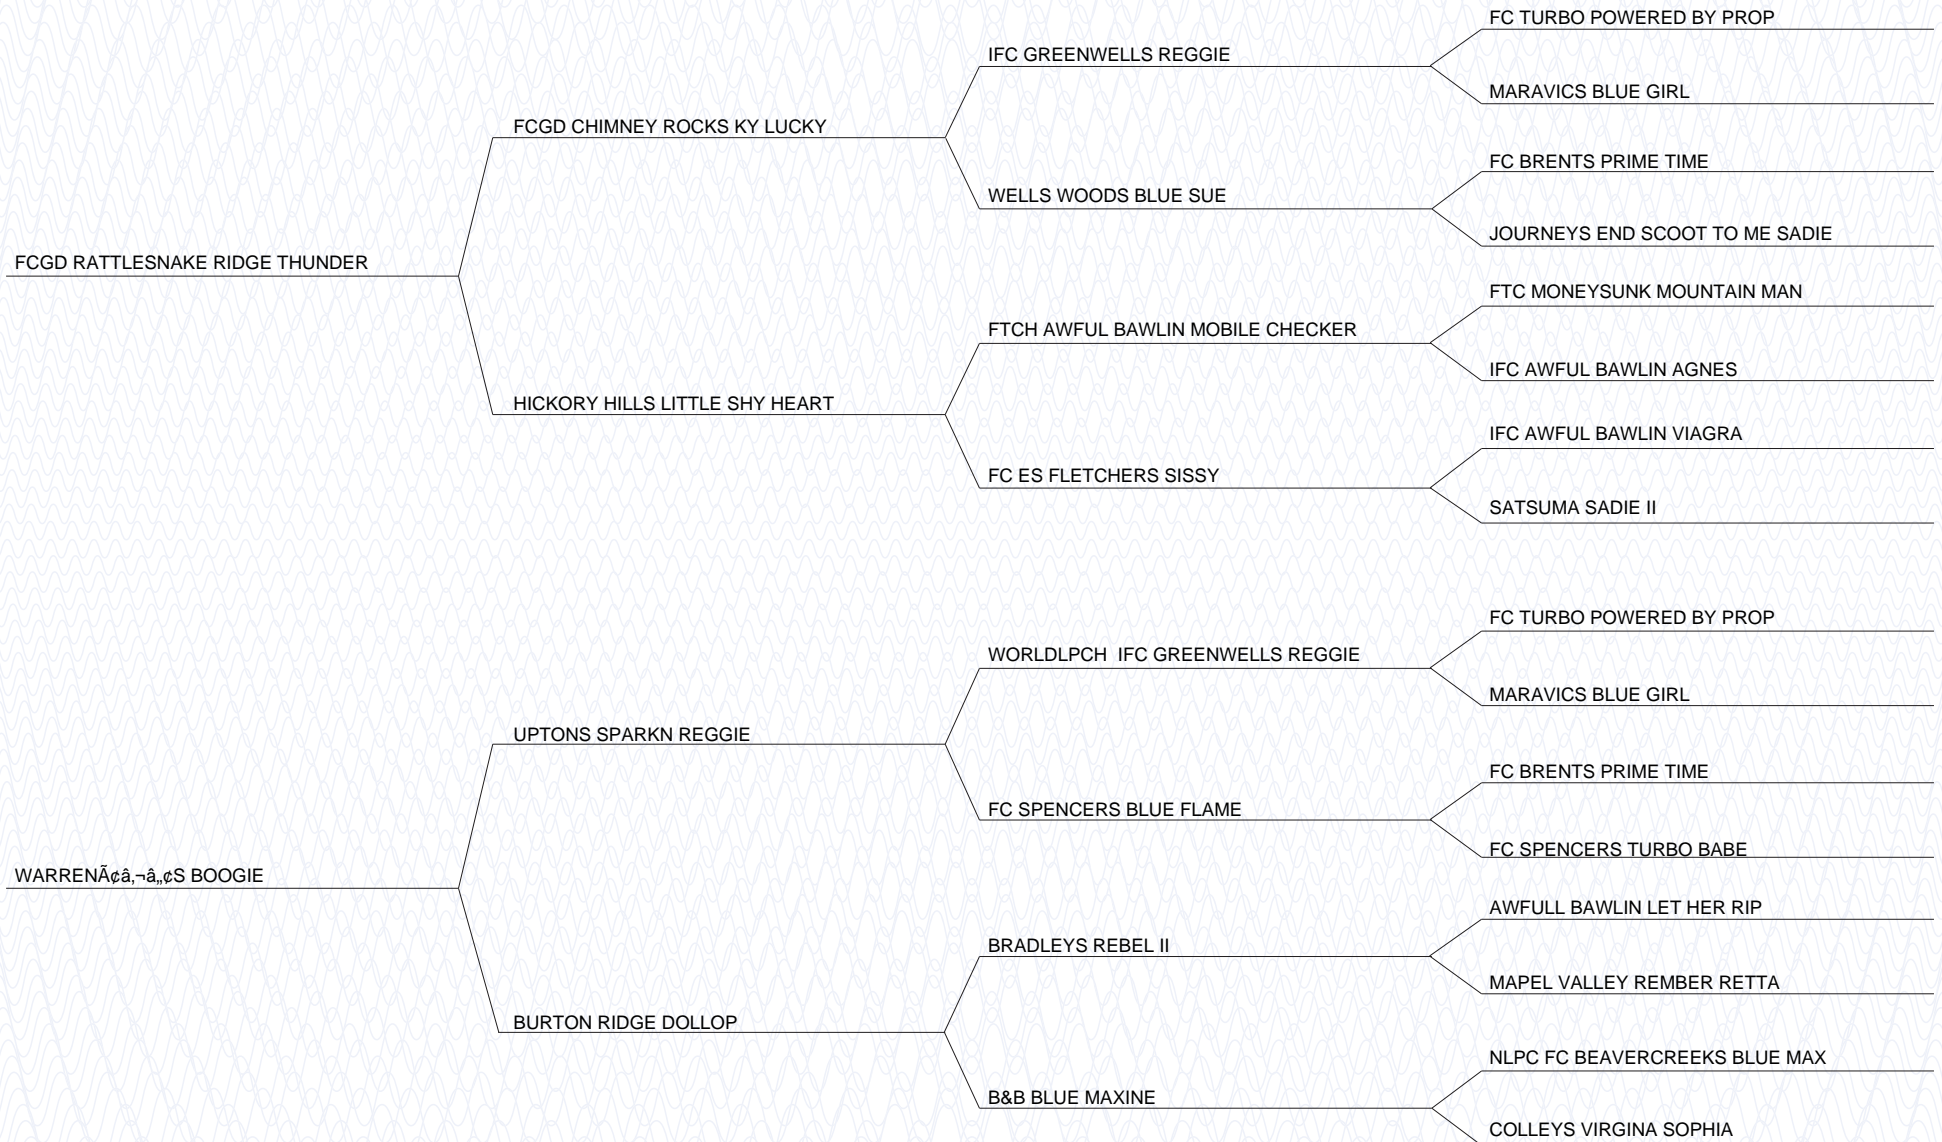 FC TURBO POWERED BY PROP
IFC GREENWELLS REGGIE
MARAVICS BLUE GIRL
FCGD CHIMNEY ROCKS KY LUCKY
FC BRENTS PRIME TIME
WELLS WOODS BLUE SUE
JOURNEYS END SCOOT TO ME SADIE
FCGD RATTLESNAKE RIDGE THUNDER
FTC MONEYSUNK MOUNTAIN MAN
FTCH AWFUL BAWLIN MOBILE CHECKER
IFC AWFUL BAWLIN AGNES
HICKORY HILLS LITTLE SHY HEART
IFC AWFUL BAWLIN VIAGRA
FC ES FLETCHERS SISSY
SATSUMA SADIE II
FC TURBO POWERED BY PROP
WORLDLPCH  IFC GREENWELLS REGGIE
MARAVICS BLUE GIRL
UPTONS SPARKN REGGIE
FC BRENTS PRIME TIME
FC SPENCERS BLUE FLAME
FC SPENCERS TURBO BABE
WARRENÃ¢â‚¬â„¢S BOOGIE
AWFULL BAWLIN LET HER RIP
BRADLEYS REBEL II
MAPEL VALLEY REMBER RETTA
BURTON RIDGE DOLLOP
NLPC FC BEAVERCREEKS BLUE MAX
B&B BLUE MAXINE
COLLEYS VIRGINA SOPHIA